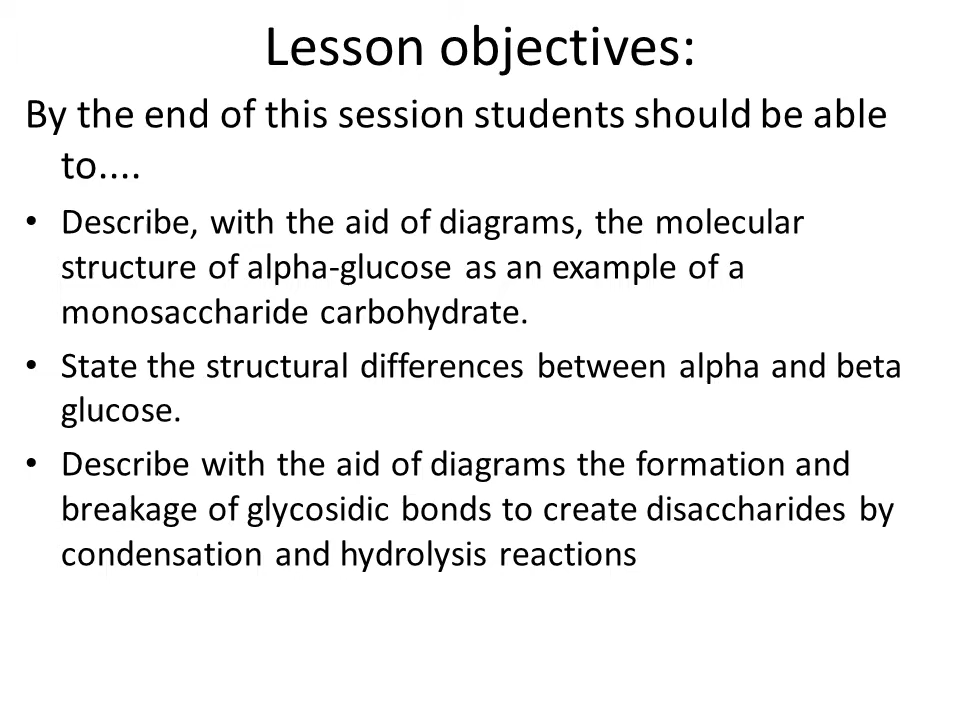 Lesson objectives:
By the end of this session students should be able
to....
• Describe, with the aid of diagrams, the molecular
structure of alpha-glucose as an example of a
monosaccharide carbohydrate.
• State the structural differences between alpha and beta
glucose.
• Describe with the aid of diagrams the formation and
breakage of glycosidic bonds to create disaccharides by
condensation and hydrolysis reactions